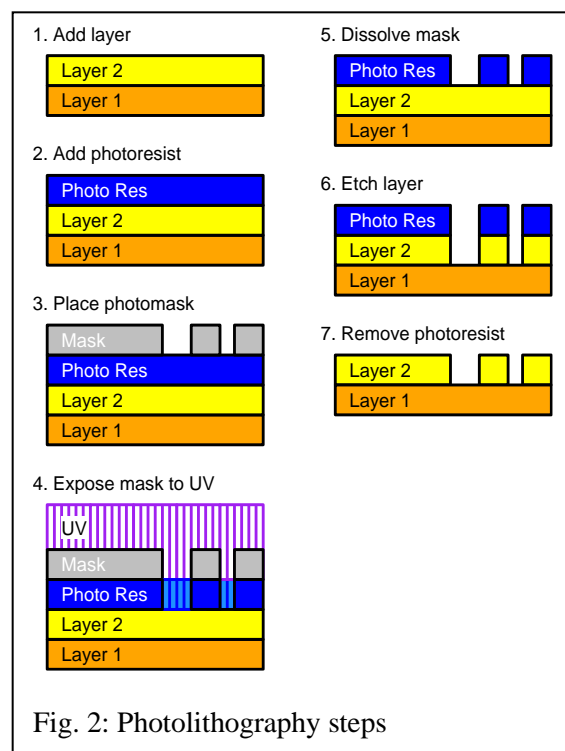 1. Add layer
Layer 2
Layer 1
2. Add photoresist
Photo Res
Layer 2
Layer 1
3. Place photomask
Mask
Photo Res
Layer 2
Layer 1
4. Expose mask to UV
UV
Mask
Photo Res
Layer 2
Layer 1
5. Dissolve mask
Photo Res
Layer 2
Layer 1
6. Etch layer
Photo Res
Layer 2
Layer 1
7. Remove photoresist
Layer 2
Layer 1
Fig. 2: Photolithography steps